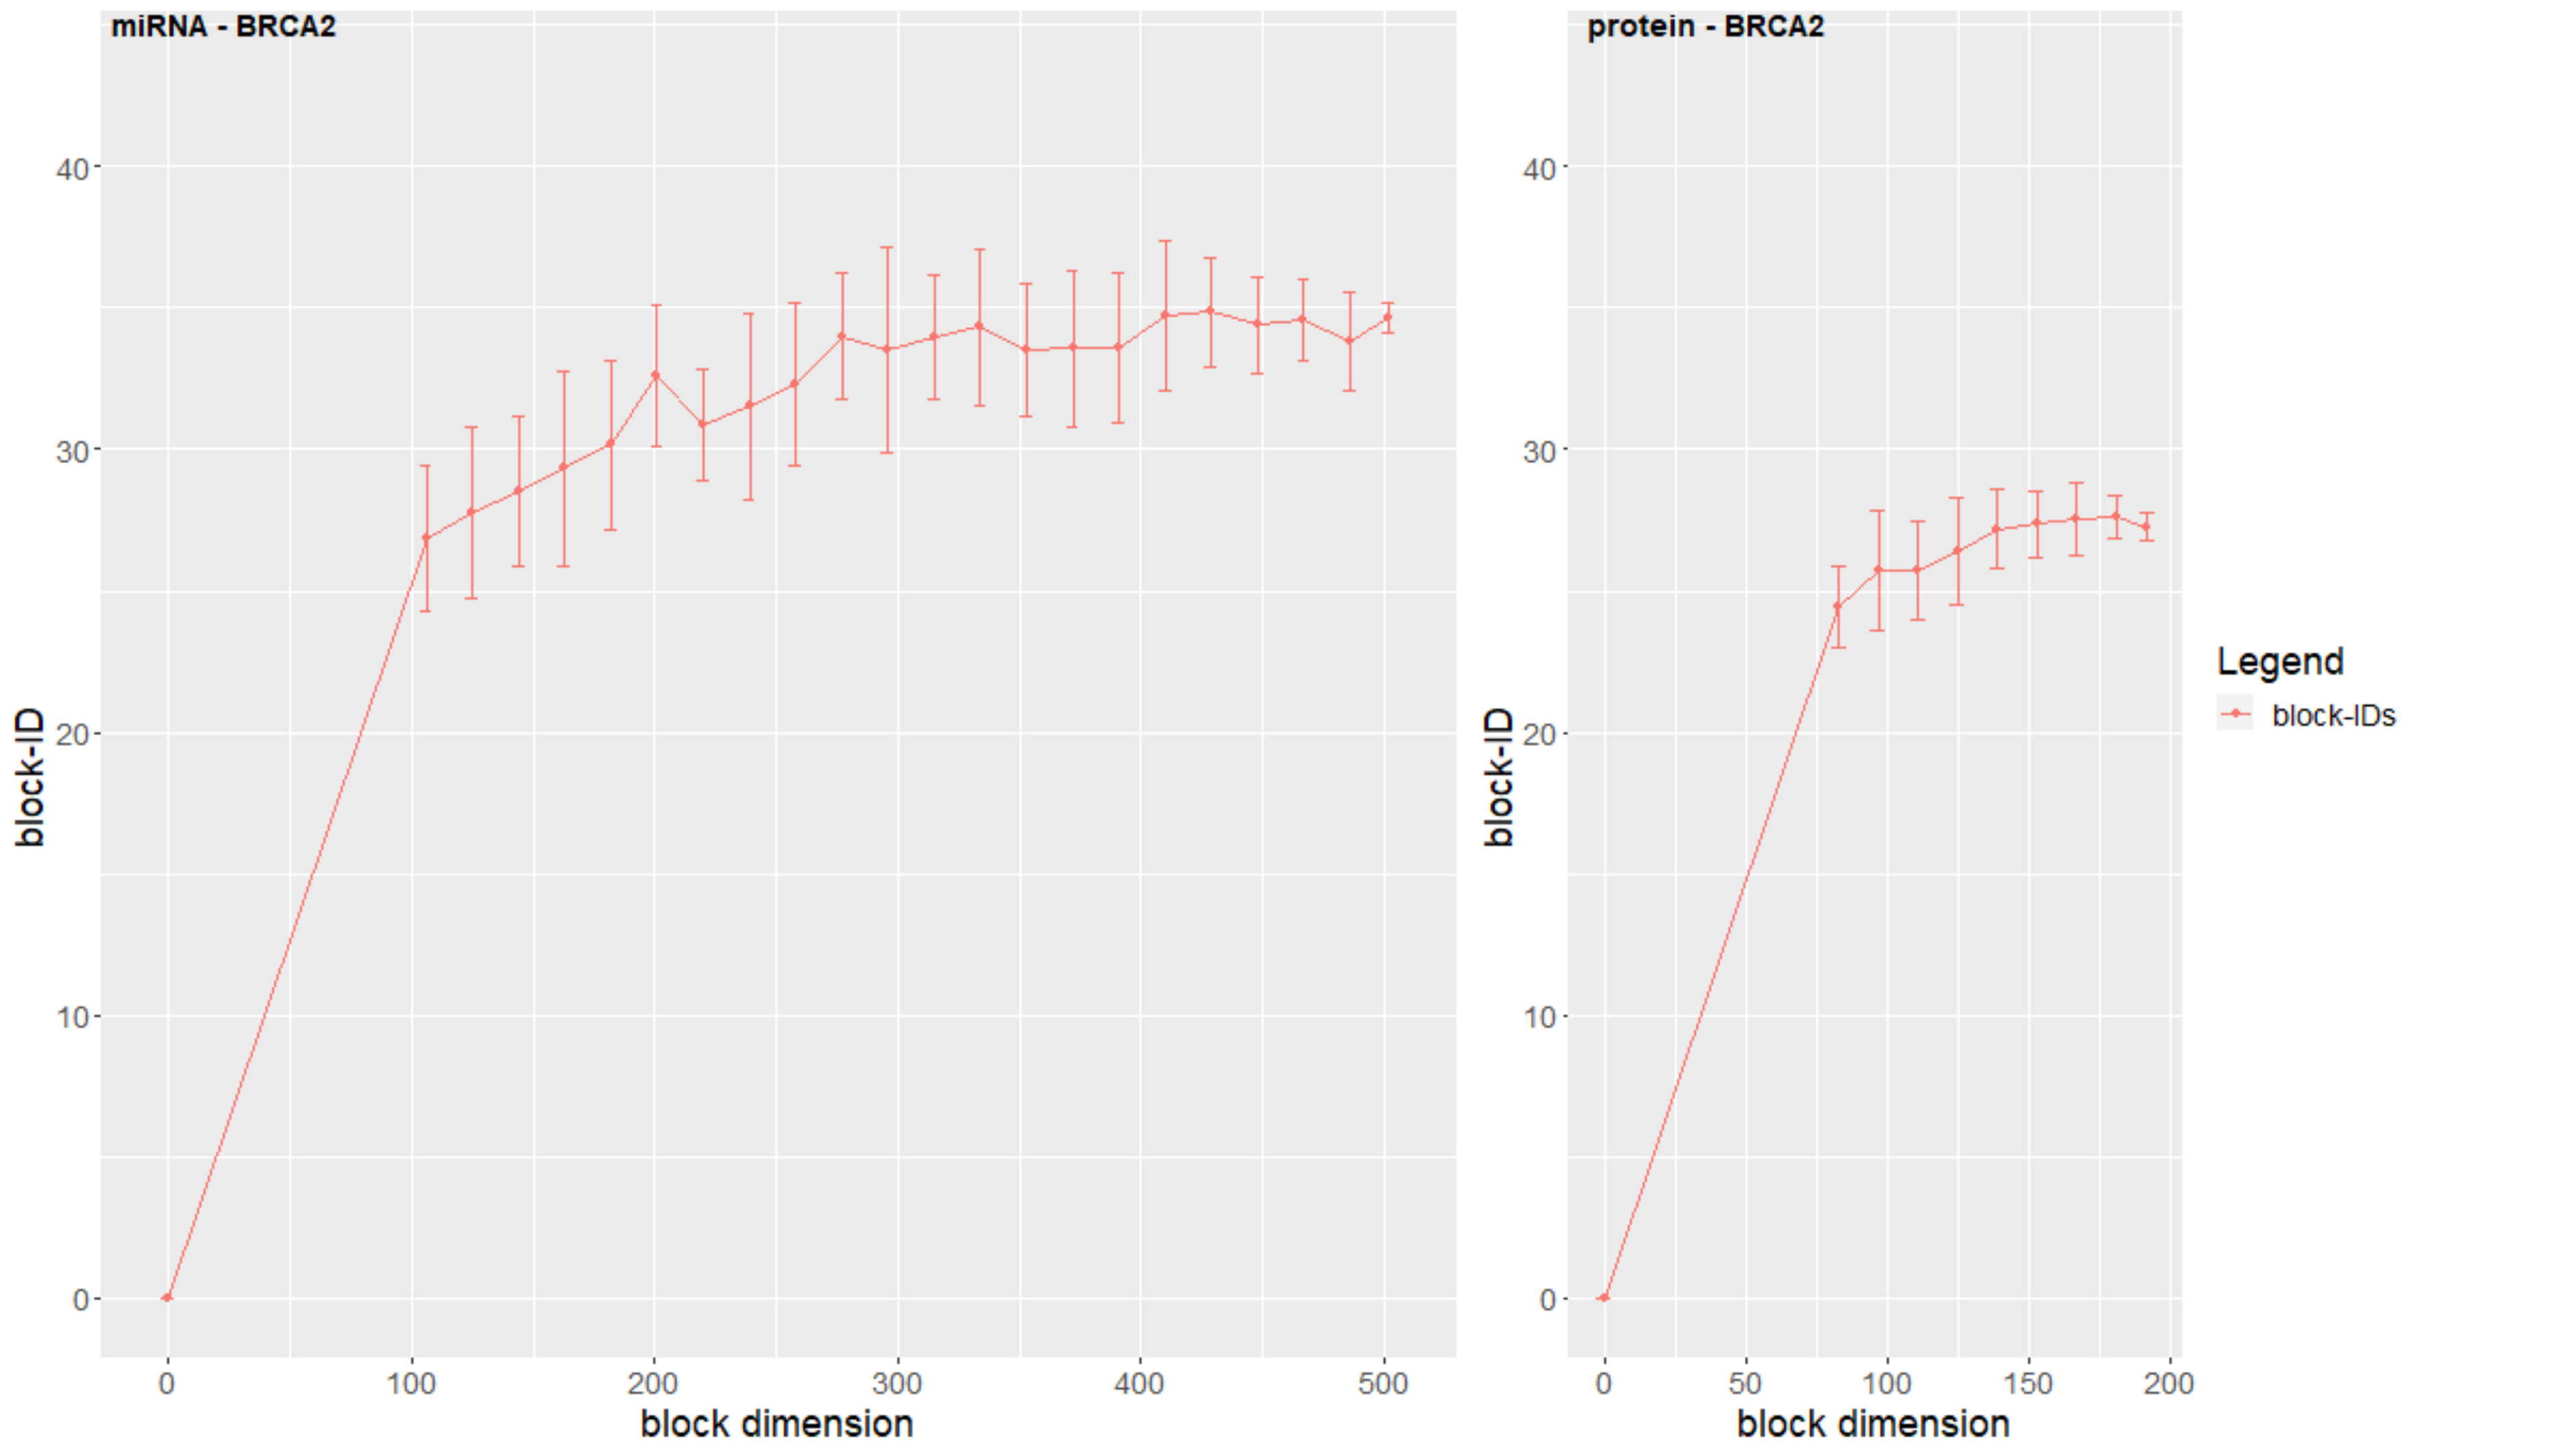 miRNA - BRCA2
block-ID
40
30
20
10
0
0 100 200 300 400 500
block dimension
protein - BRCA2
block-ID
40
30
20
10
0
0 50 100 150 200
block dimension
Legend
block-IDs